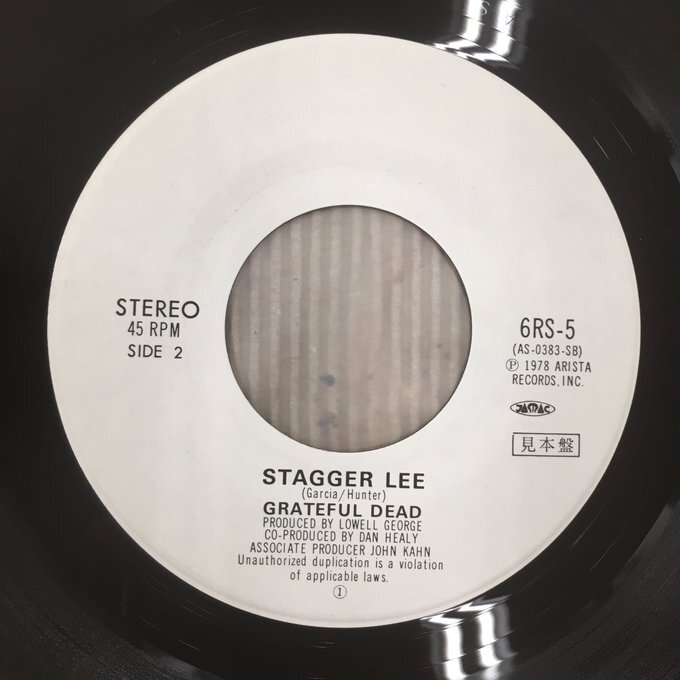 STEREO
45 RPM
SIDE 2
6RS-5
(AS-0383-SB)
Ⓟ 1978 ARISTA
RECORDS, INC.
JASRAC
見本盤
STAGGER LEE
(Garcia/Hunter)
GRATEFUL DEAD
PRODUCED BY LOWELL GEORGE
CO-PRODUCED BY DAN HEALY
ASSOCIATE PRODUCER JOHN KAHN
Unauthorized duplication is a violation
of applicable laws.
①